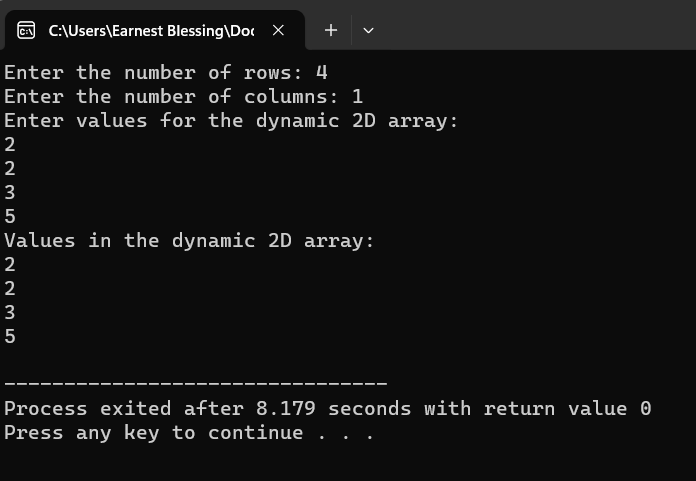 C:\Users\Earnest Blessing\Doc
Enter the number of rows: 4
Enter the number of columns: 1
Enter values for the dynamic 2D array:
2
2
3
5
Values in the dynamic 2D array:
2
2
3
5
--------------------------------
Process exited after 8.179 seconds with return value 0
Press any key to continue . . .